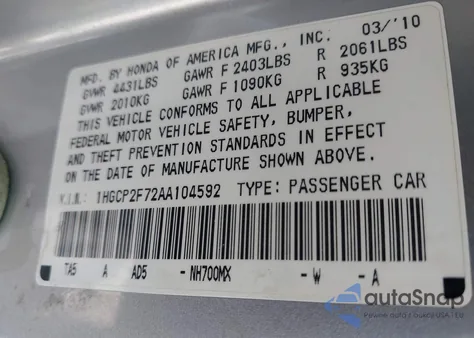 MFD. BY HONDA OF AMERICA MFG., INC. 03/'10
GVWR 4431LBS GAWR F 2403LBS R 2061LBS
GVWR 2010KG GAWR F 1090KG R 935KG
THIS VEHICLE CONFORMS TO ALL APPLICABLE
FEDERAL MOTOR VEHICLE SAFETY, BUMPER,
AND THEFT PREVENTION STANDARDS IN EFFECT
ON THE DATE OF MANUFACTURE SHOWN ABOVE.
V.I.N.: 1HGCP2F72AA104592 TYPE: PASSENGER CAR
TA5 A AD5 - NH700MX - W - A
autoSnap